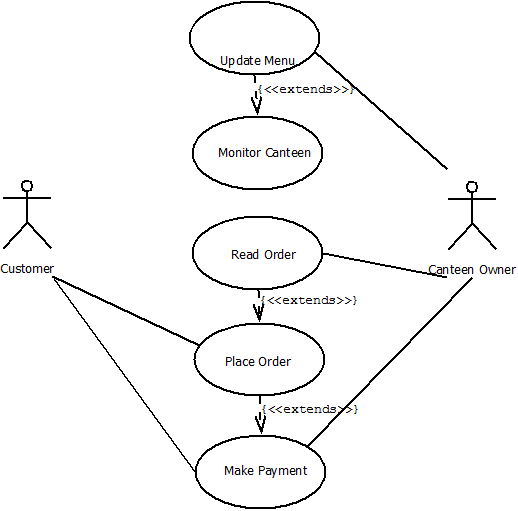 Update Menu
{<<extends>>}
Monitor Canteen
Read Order
Customer
Canteen Owner
{<<extends>>}
Place Order
{<<extends>>}
Make Payment